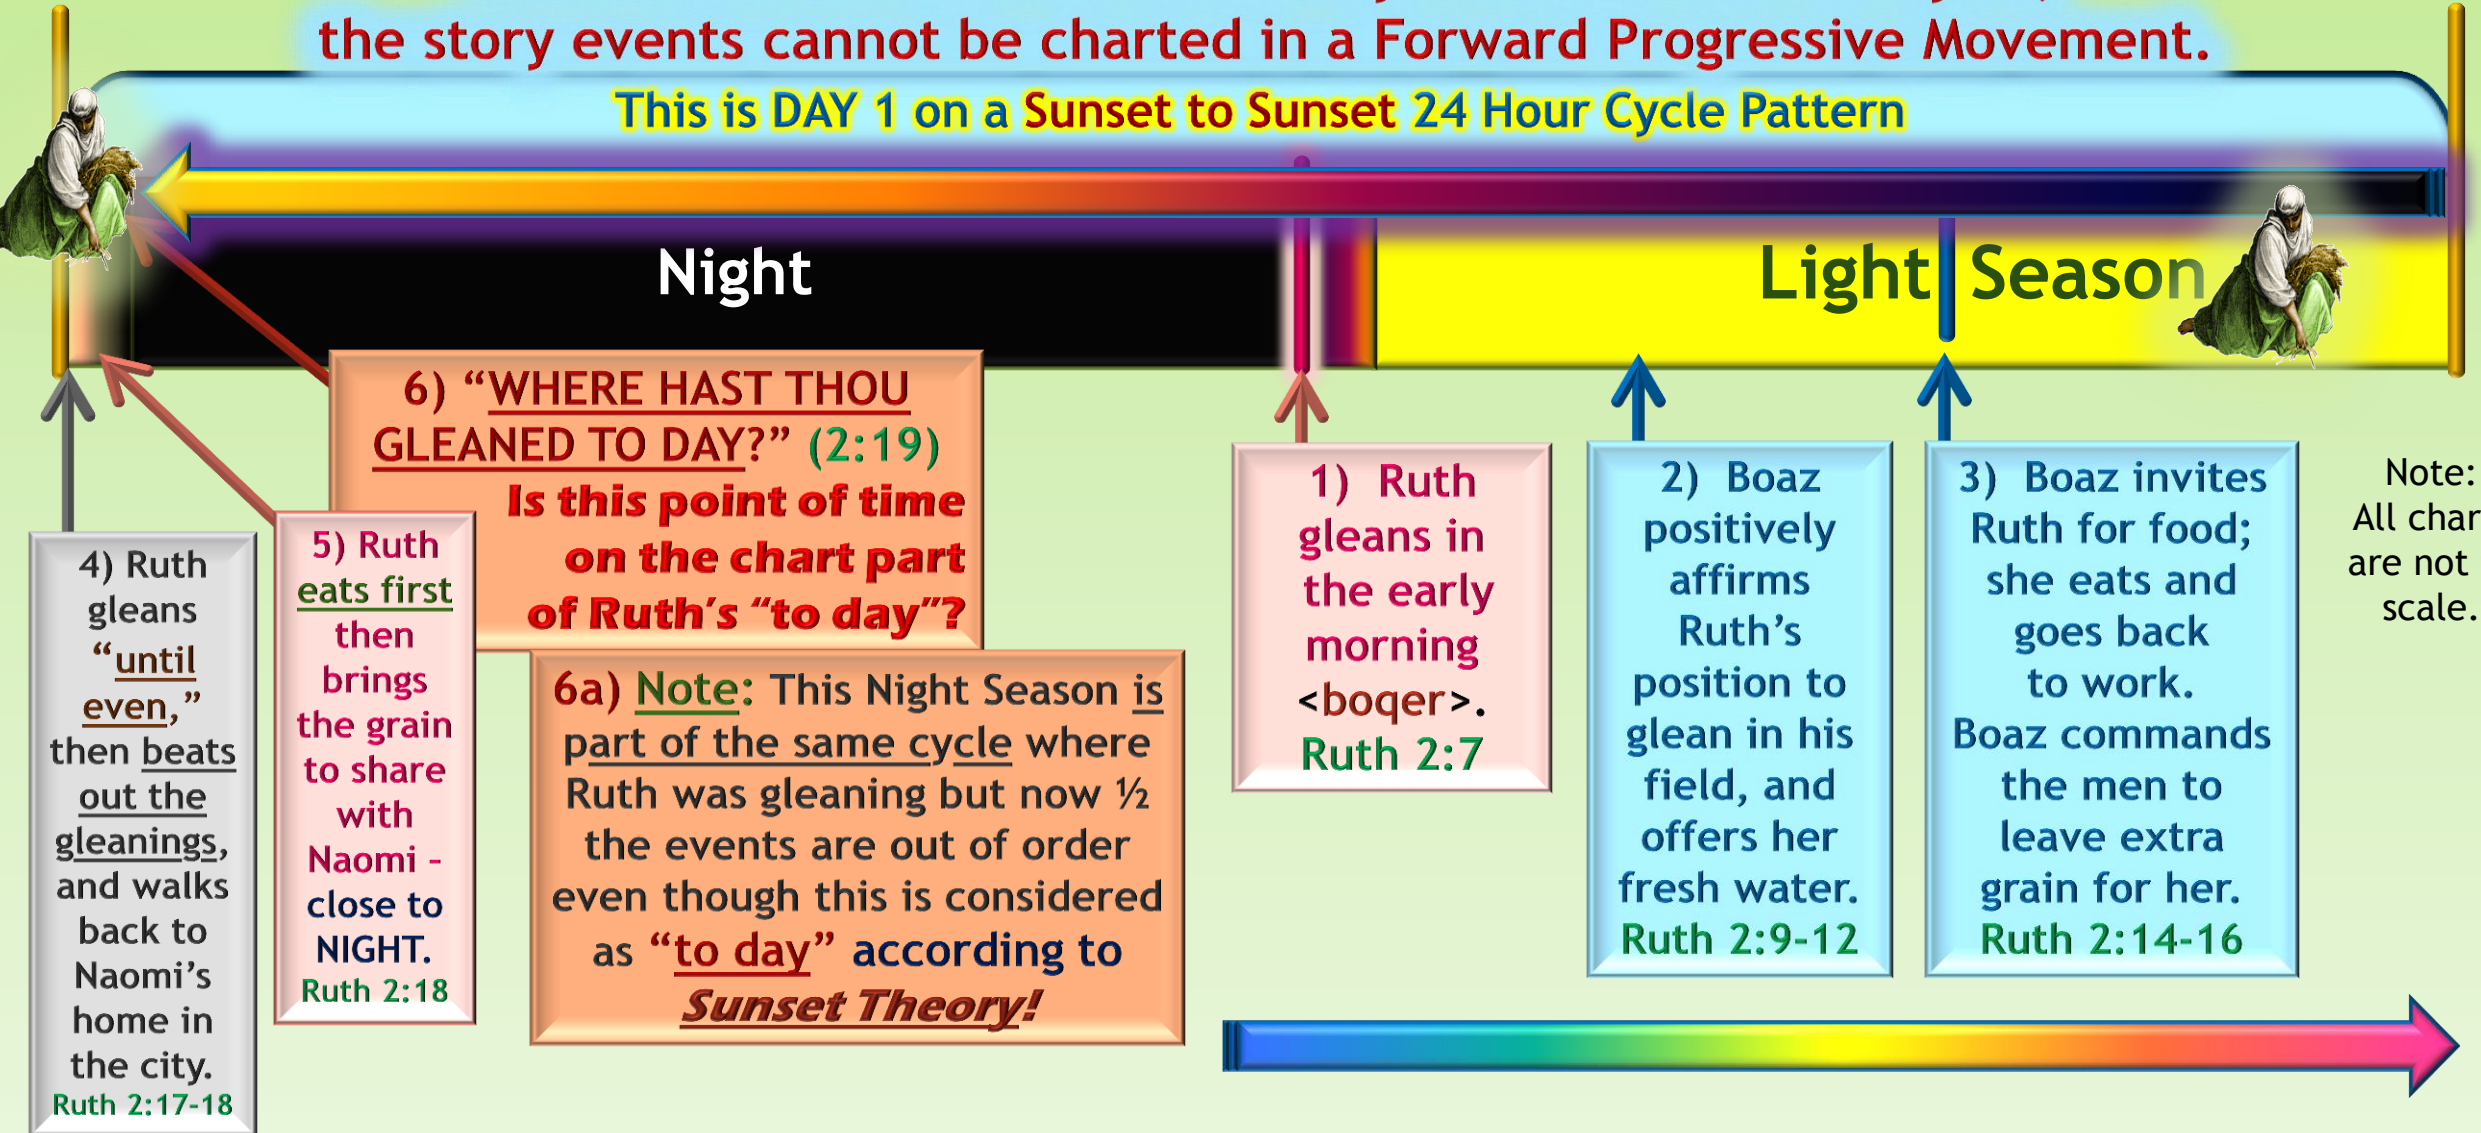 the story events cannot be charted in a Forward Progressive Movement.
This is DAY 1 on a Sunset to Sunset 24 Hour Cycle Pattern
Night
Light Season
6) “WHERE HAST THOU
GLEANED TO DAY?” (2:19)
Is this point of time
on the chart part
of Ruth’s “to day”?
4) Ruth
gleans
“until
even,”
then beats
out the
gleanings,
and walks
back to
Naomi’s
home in
the city.
Ruth 2:17-18
5) Ruth
eats first
then
brings
the grain
to share
with
Naomi –
close to
NIGHT.
Ruth 2:18
6a) Note: This Night Season is
part of the same cycle where
Ruth was gleaning but now ½
the events are out of order
even though this is considered
as “to day” according to
Sunset Theory!
1) Ruth
gleans in
the early
morning
<boqer>.
Ruth 2:7
2) Boaz
positively
affirms
Ruth’s
position to
glean in his
field, and
offers her
fresh water.
Ruth 2:9-12
3) Boaz invites
Ruth for food;
she eats and
goes back
to work.
Boaz commands
the men to
leave extra
grain for her.
Ruth 2:14-16
Note:
All char
are not
scale.